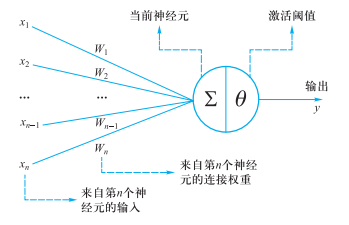 当前神经元
激活阈值
x₁
W₁
x₂
W₂
...
...
Σ
θ
输出
y
xₙ₋₁
Wₙ₋₁
xₙ
Wₙ
来自第n个神经
元的连接权重
来自第n个神
经元的输入